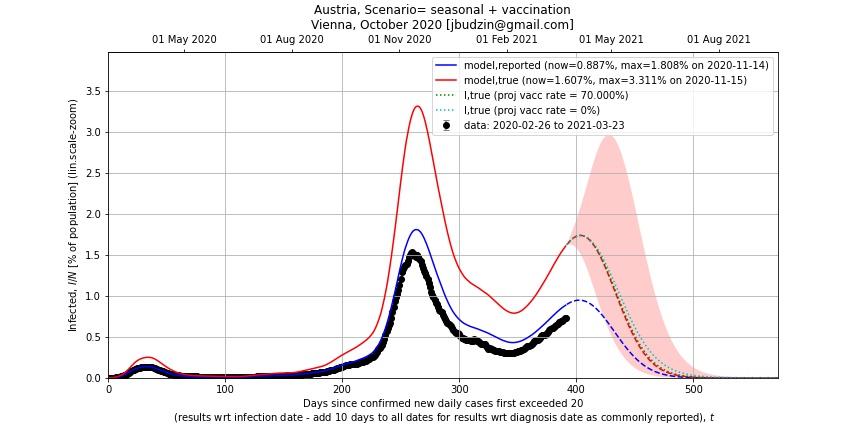 Austria, Scenario= seasonal + vaccination
Vienna, October 2020 [jbudzin@gmail.com]
01 May 2020 01 Aug 2020 01 Nov 2020 01 Feb 2021 01 May 2021 01 Aug 2021
model,reported (now=0.887%, max=1.808% on 2020-11-14)
model,true (now=1.607%, max=3.311% on 2020-11-15)
I,true (proj vacc rate = 70.000%)
I,true (proj vacc rate = 0%)
data: 2020-02-26 to 2021-03-23
Infected, I/N [% of population] (lin.scale-zoom)
3.5
3.0
2.5
2.0
1.5
1.0
0.5
0.0
0 100 200 300 400 500
Days since confirmed new daily cases first exceeded 20
(results wrt infection date - add 10 days to all dates for results wrt diagnosis date as commonly reported), t